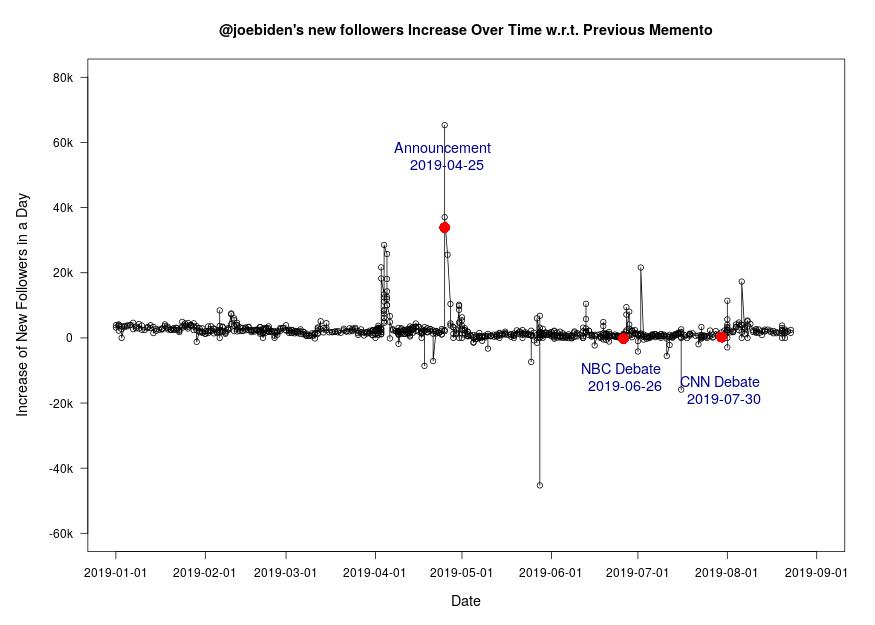 @joebiden's new followers Increase Over Time w.r.t. Previous Memento
Increase of New Followers in a Day
80k
60k
40k
20k
0
-20k
-40k
-60k
Announcement
2019-04-25
NBC Debate
2019-06-26
CNN Debate
2019-07-30
2019-01-01
2019-02-01
2019-03-01
2019-04-01
2019-05-01
2019-06-01
2019-07-01
2019-08-01
2019-09-01
Date